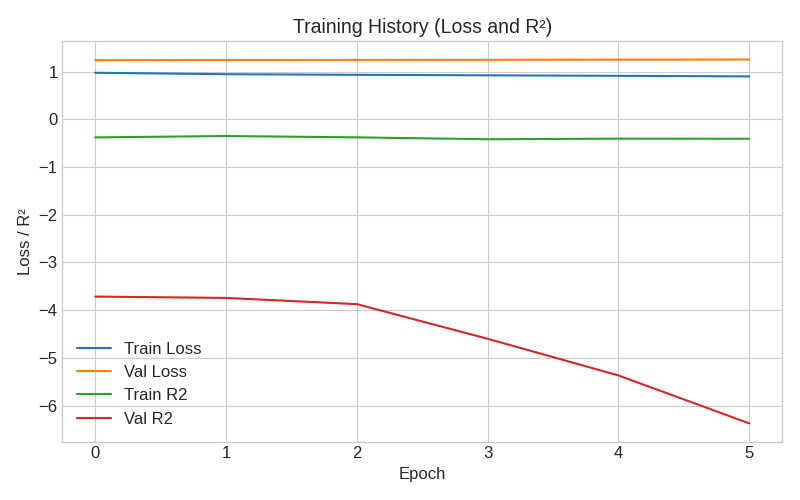 Training History (Loss and R²)
Loss / R²
1
0
−1
−2
−3
−4
−5
−6
Train Loss
Val Loss
Train R2
Val R2
0 1 2 3 4 5
Epoch